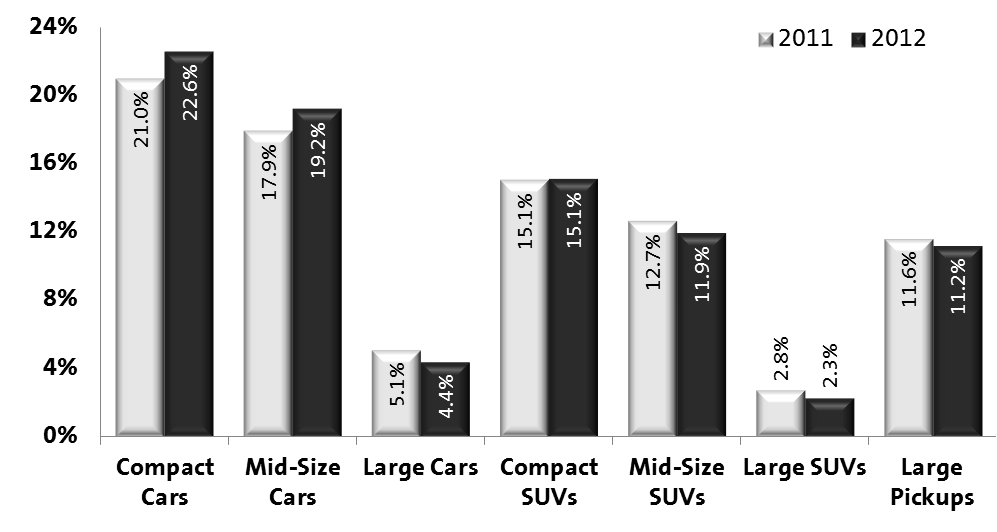 24%
20%
16%
12%
8%
4%
0%
2011
2012
21.0%
22.6%
17.9%
19.2%
5.1%
4.4%
15.1%
15.1%
12.7%
11.9%
2.8%
2.3%
11.6%
11.2%
Compact
Cars
Mid-Size
Cars
Large Cars
Compact
SUVs
Mid-Size
SUVs
Large SUVs
Large
Pickups